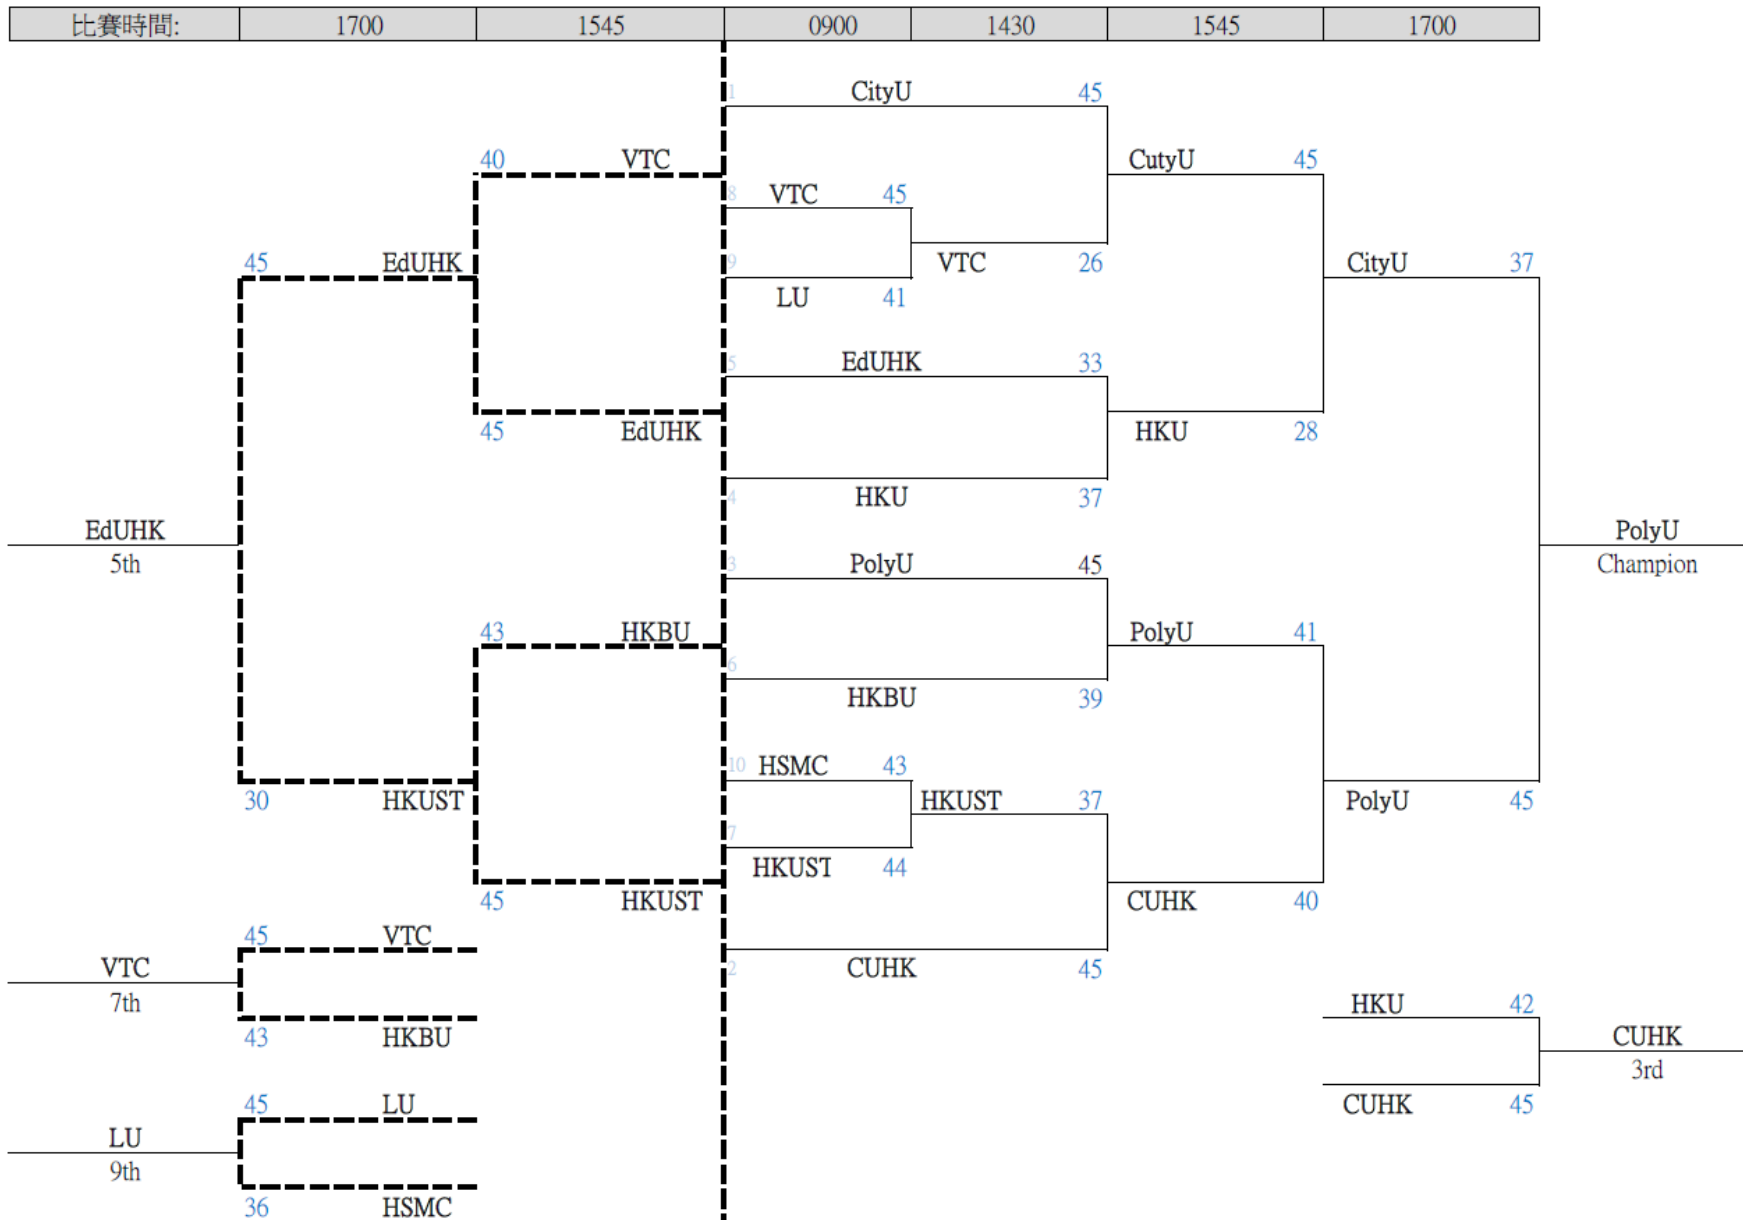 比賽時間: 1700 1545 0900 1430 1545 1700
1 CityU 45
40 VTC CutyU 45
8 VTC 45
45 EdUHK 9 VTC 26 CityU 37
LU 41
5 EdUHK 33
45 EdUHK HKU 28
4 HKU 37
EdUHK PolyU
5th 3 PolyU 45 Champion
43 HKBU PolyU 41
6
HKBU 39
10 HSMC 43
30 HKUST HKUST 37 PolyU 45
7
HKUST 44
45 HKUST CUHK 40
45 VTC
VTC 2 CUHK 45
7th HKU 42
43 HKBU CUHK
3rd
45 LU CUHK 45
LU
9th
36 HSMC